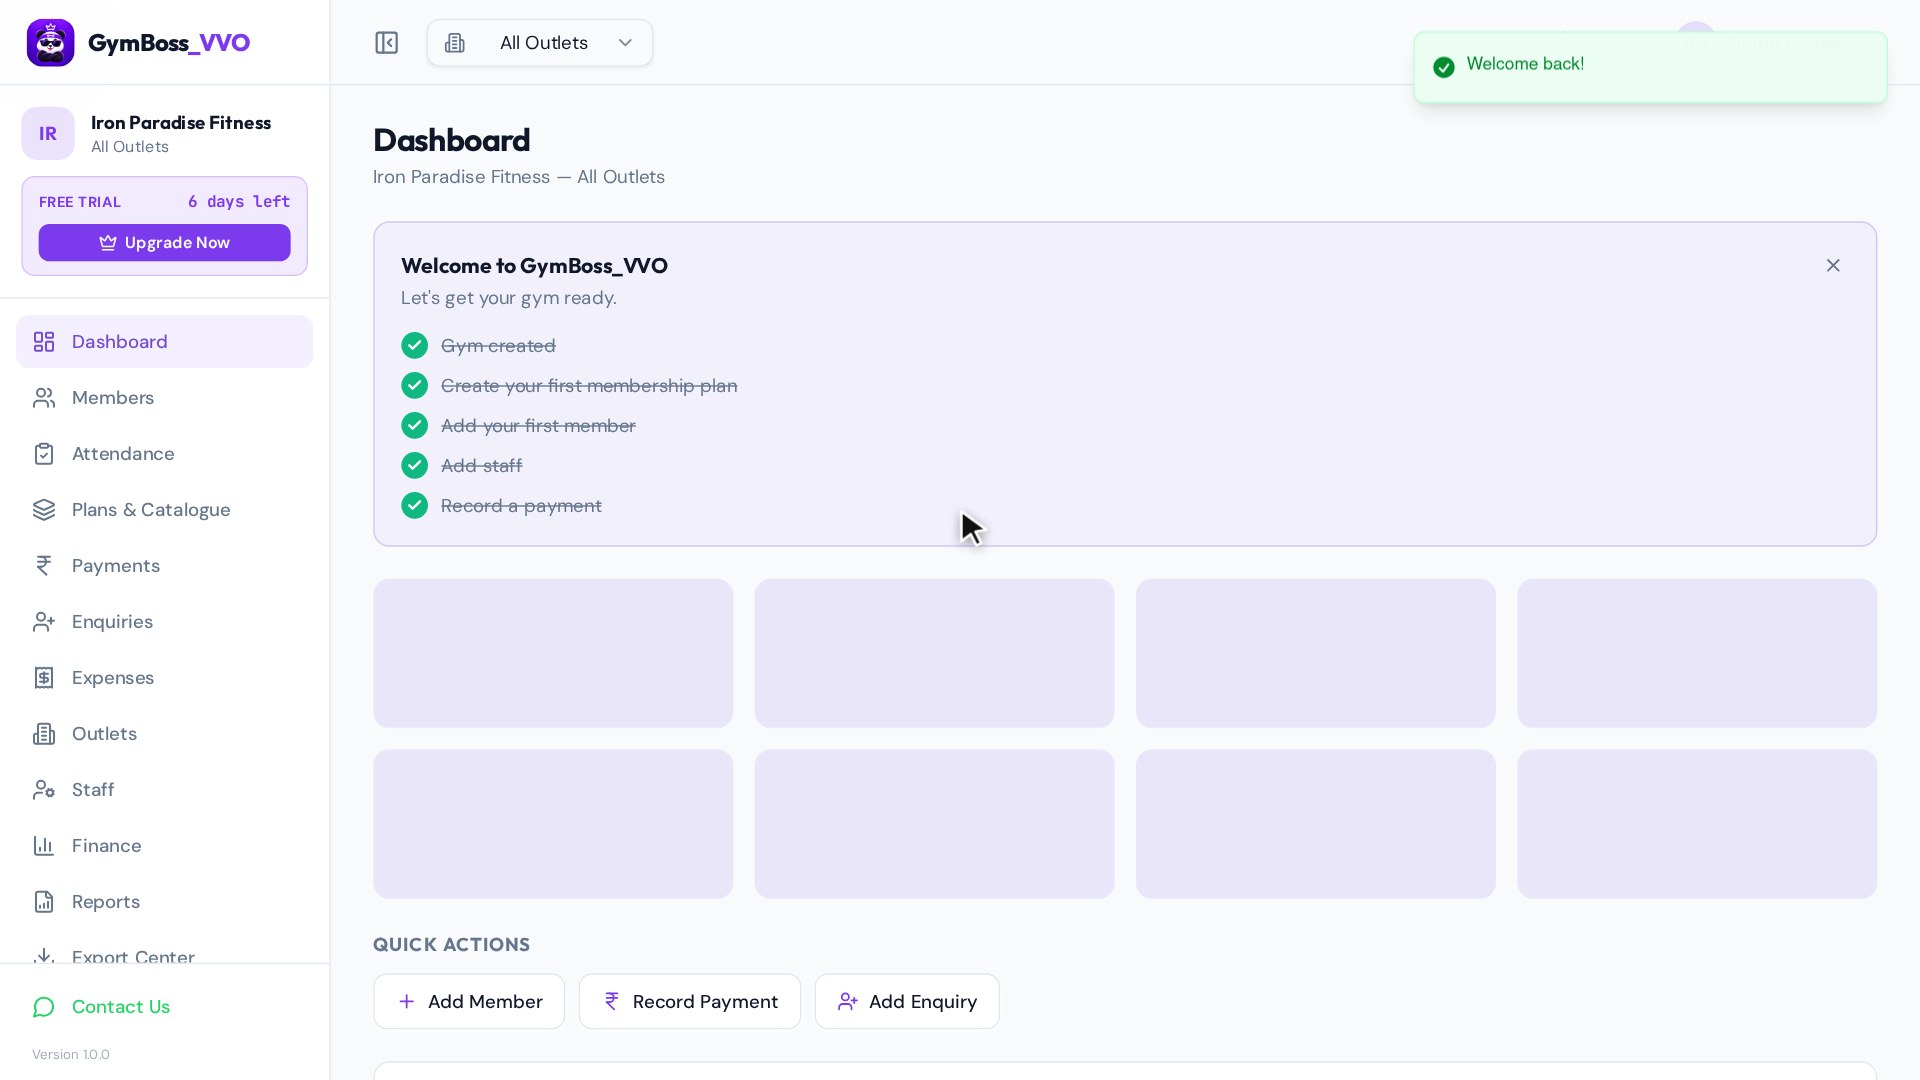 GymBoss_VVO
All Outlets
Welcome back!
IR
Iron Paradise Fitness
All Outlets
FREE TRIAL
6 days left
Upgrade Now
Dashboard
Members
Attendance
Plans & Catalogue
Payments
Enquiries
Expenses
Outlets
Staff
Finance
Reports
Export Center
Contact Us
Version 1.0.0
Dashboard
Iron Paradise Fitness — All Outlets
Welcome to GymBoss_VVO
Let's get your gym ready.
Gym created
Create your first membership plan
Add your first member
Add staff
Record a payment
QUICK ACTIONS
Add Member
Record Payment
Add Enquiry